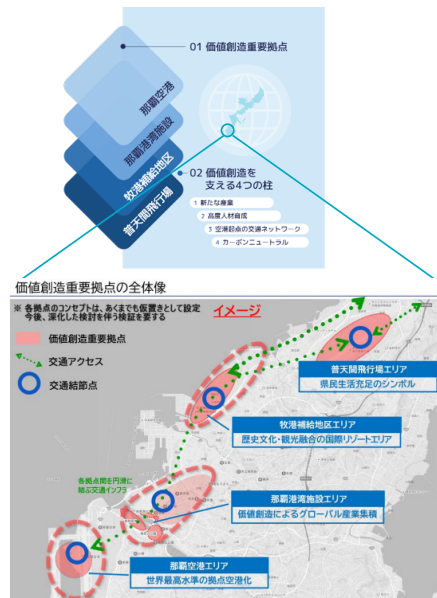 01 価値創造重要拠点
那覇空港
那覇港湾施設
牧港補給地区
普天間飛行場
02 価値創造を
支える4つの柱
1 新たな産業
2 高度人材育成
3 空港起点の交通ネットワーク
4 カーボンニュートラル
価値創造重要拠点の全体像
※ 各拠点のコンセプトは、あくまでも仮置きとして設定
今後、深化した検討を伴う検証を要する
イメージ
価値創造重要拠点
交通アクセス
交通結節点
普天間飛行場エリア
県民生活充足のシンボル
牧港補給地区エリア
歴史文化・観光融合の国際リゾートエリア
各拠点間を円滑に
結ぶ交通インフラ
那覇港湾施設エリア
価値創造によるグローバル産業集積
那覇空港エリア
世界最高水準の拠点空港化